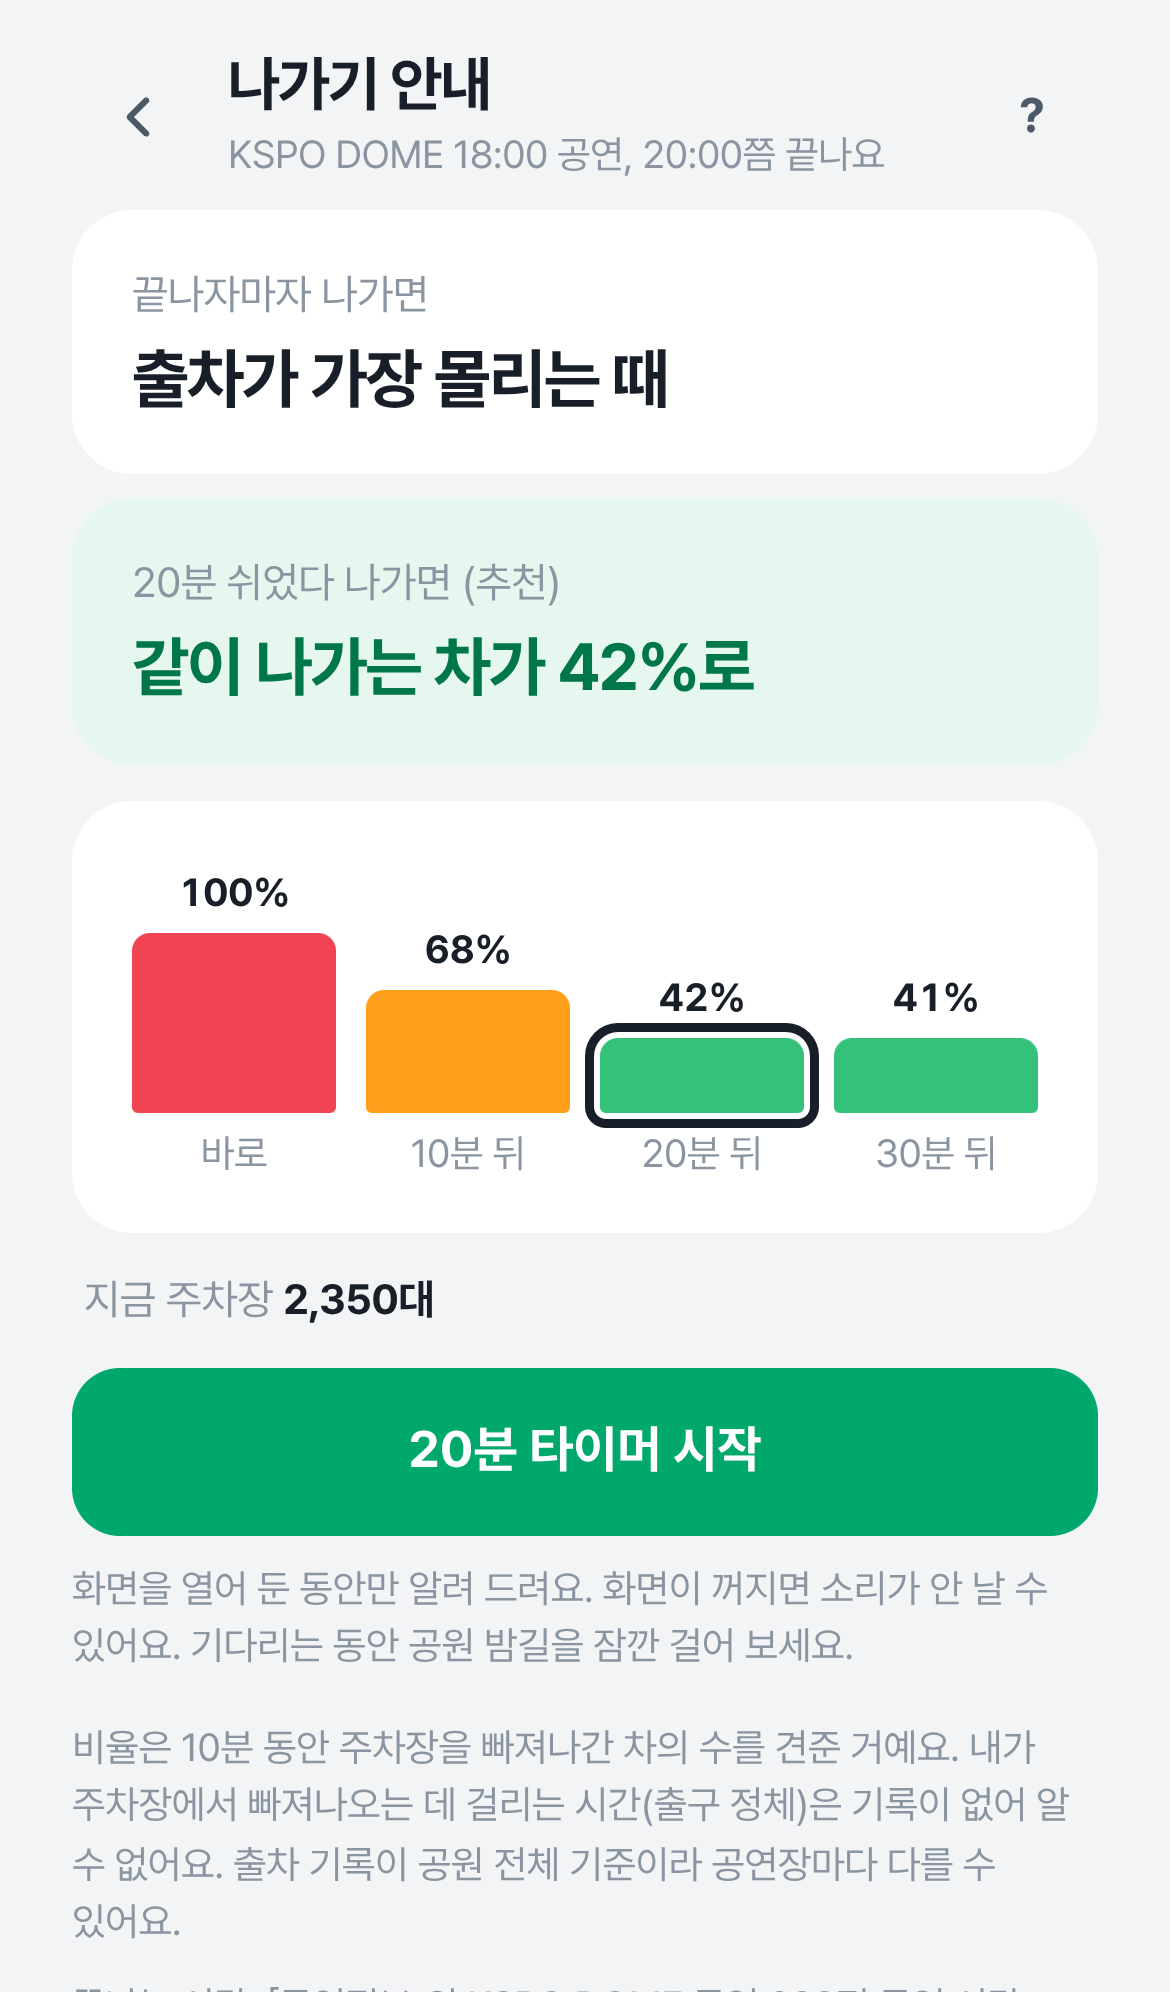 나가기 안내
?
KSPO DOME 18:00 공연, 20:00쯤 끝나요
끝나자마자 나가면
출차가 가장 몰리는 때
20분 쉬었다 나가면 (추천)
같이 나가는 차가 42%로
100%
68%
42%
41%
바로
10분 뒤
20분 뒤
30분 뒤
지금 주차장 2,350대
20분 타이머 시작
화면을 열어 둔 동안만 알려 드려요. 화면이 꺼지면 소리가 안 날 수
있어요. 기다리는 동안 공원 밤길을 잠깐 걸어 보세요.
비율은 10분 동안 주차장을 빠져나간 차의 수를 견준 거예요. 내가
주차장에서 빠져나오는 데 걸리는 시간(출구 정체)은 기록이 없어 알
수 없어요. 출차 기록이 공원 전체 기준이라 공연장마다 다를 수
있어요.